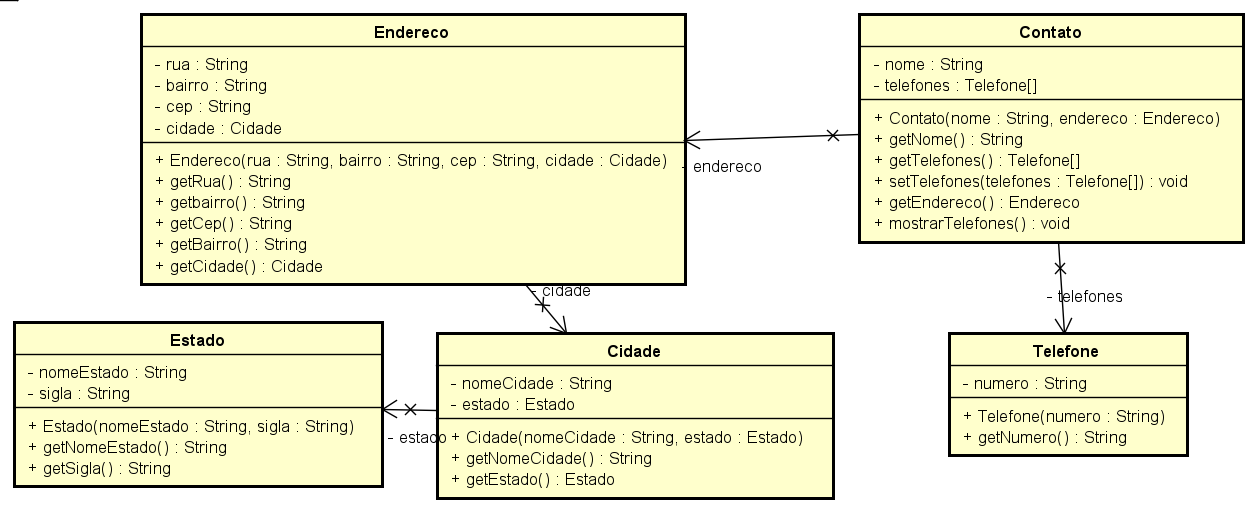 Endereco
- rua : String
- bairro : String
- cep : String
- cidade : Cidade
+ Endereco(rua : String, bairro : String, cep : String, cidade : Cidade)
+ getRua() : String
+ getbairro() : String
+ getCep() : String
+ getBairro() : String
+ getCidade() : Cidade
Contato
- nome : String
- telefones : Telefone[]
+ Contato(nome : String, endereco : Endereco)
+ getNome() : String
+ getTelefones() : Telefone[]
+ setTelefones(telefones : Telefone[]) : void
+ getEndereco() : Endereco
+ mostrarTelefones() : void
- endereco
- cidade
- telefones
Estado
- nomeEstado : String
- sigla : String
+ Estado(nomeEstado : String, sigla : String)
+ getNomeEstado() : String
+ getSigla() : String
- estado
Cidade
- nomeCidade : String
- estado : Estado
+ Cidade(nomeCidade : String, estado : Estado)
+ getNomeCidade() : String
+ getEstado() : Estado
Telefone
- numero : String
+ Telefone(numero : String)
+ getNumero() : String